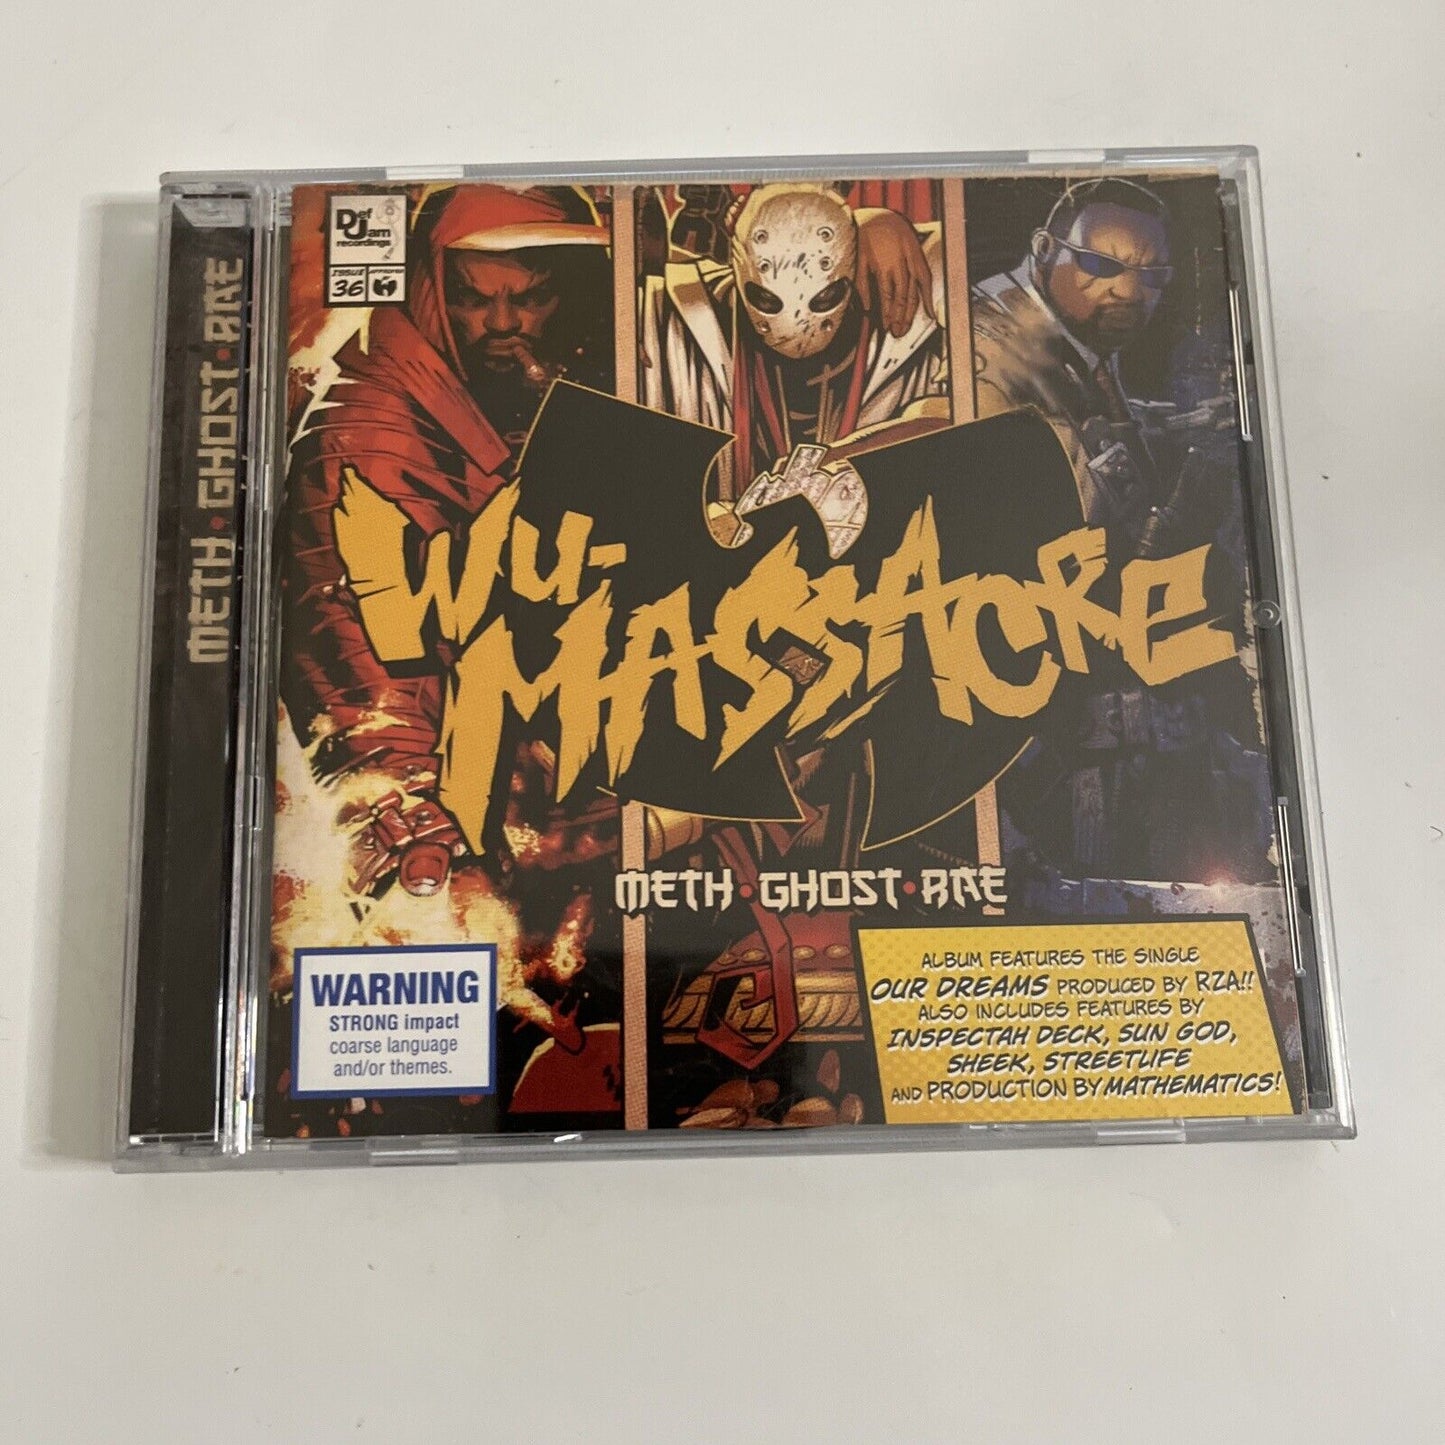 METH • GHOST • RAE
Def
Jam
recordings
ISSUE
36
APPROVED
WU-
MASSACRE
METH • GHOST • RAE
WARNING
STRONG impact
coarse language
and/or themes.
ALBUM FEATURES THE SINGLE
OUR DREAMS PRODUCED BY RZA!!
ALSO INCLUDES FEATURES BY
INSPECTAH DECK, SUN GOD,
SHEEK, STREETLIFE
AND PRODUCTION BY MATHEMATICS!